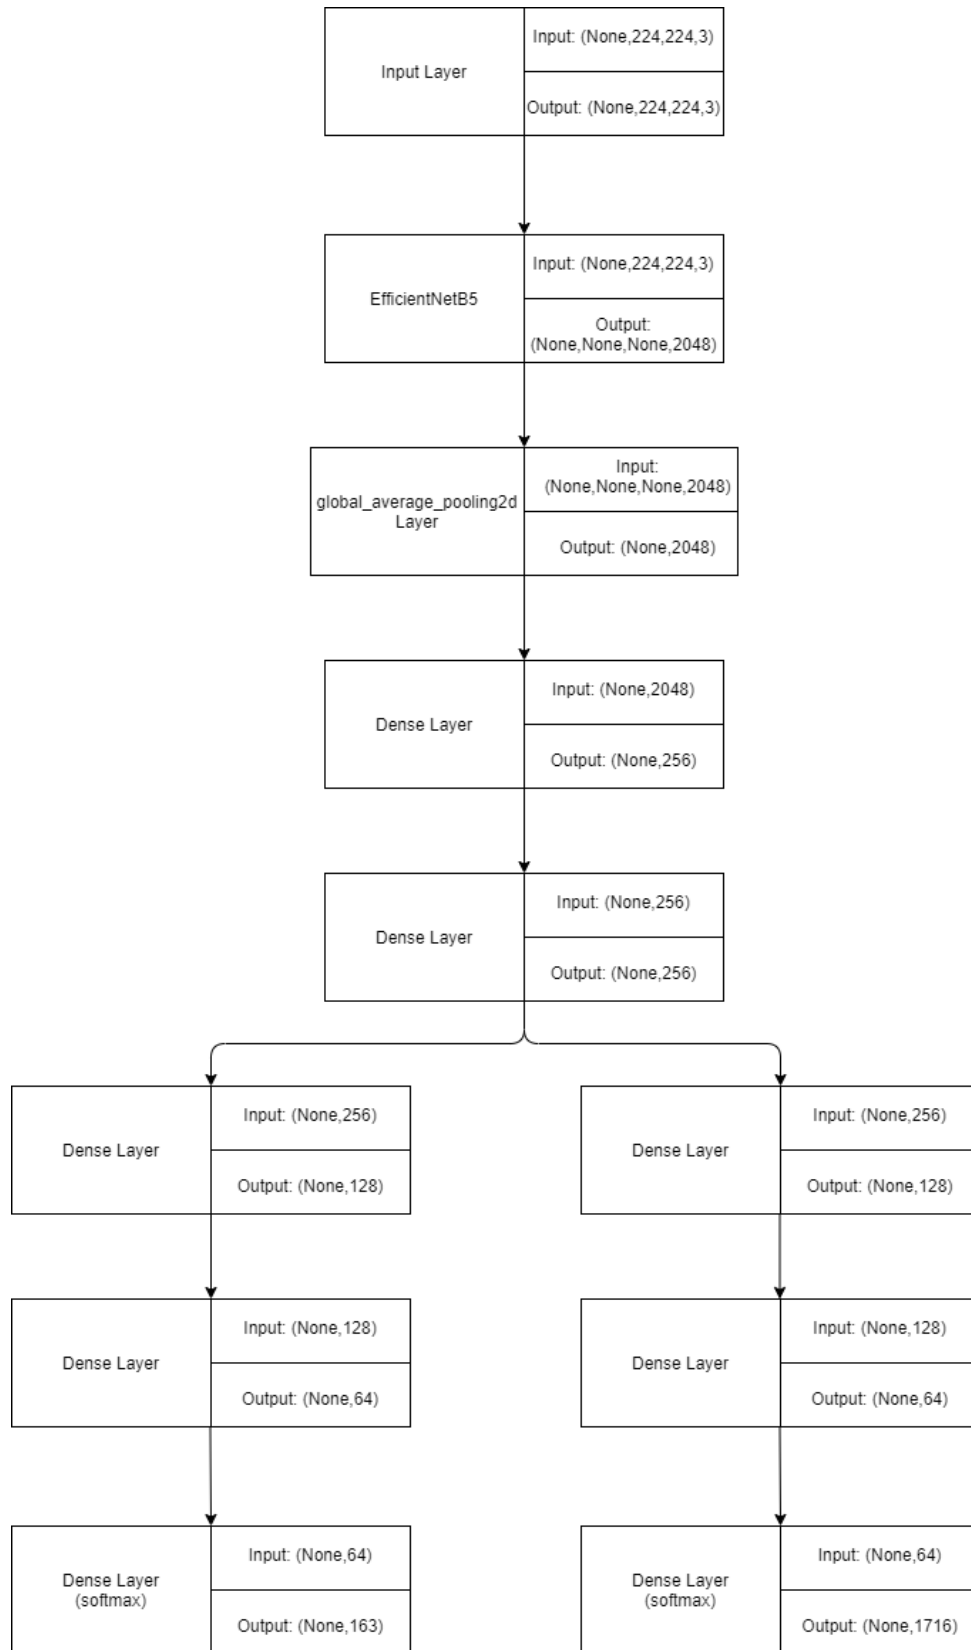 Input Layer
Input: (None,224,224,3)
Output: (None,224,224,3)
EfficientNetB5
Input: (None,224,224,3)
Output:
(None,None,None,2048)
global_average_pooling2d
Layer
Input:
(None,None,None,2048)
Output: (None,2048)
Dense Layer
Input: (None,2048)
Output: (None,256)
Dense Layer
Input: (None,256)
Output: (None,256)
Dense Layer
Input: (None,256)
Output: (None,128)
Dense Layer
Input: (None,256)
Output: (None,128)
Dense Layer
Input: (None,128)
Output: (None,64)
Dense Layer
Input: (None,128)
Output: (None,64)
Dense Layer
(softmax)
Input: (None,64)
Output: (None,163)
Dense Layer
(softmax)
Input: (None,64)
Output: (None,1716)